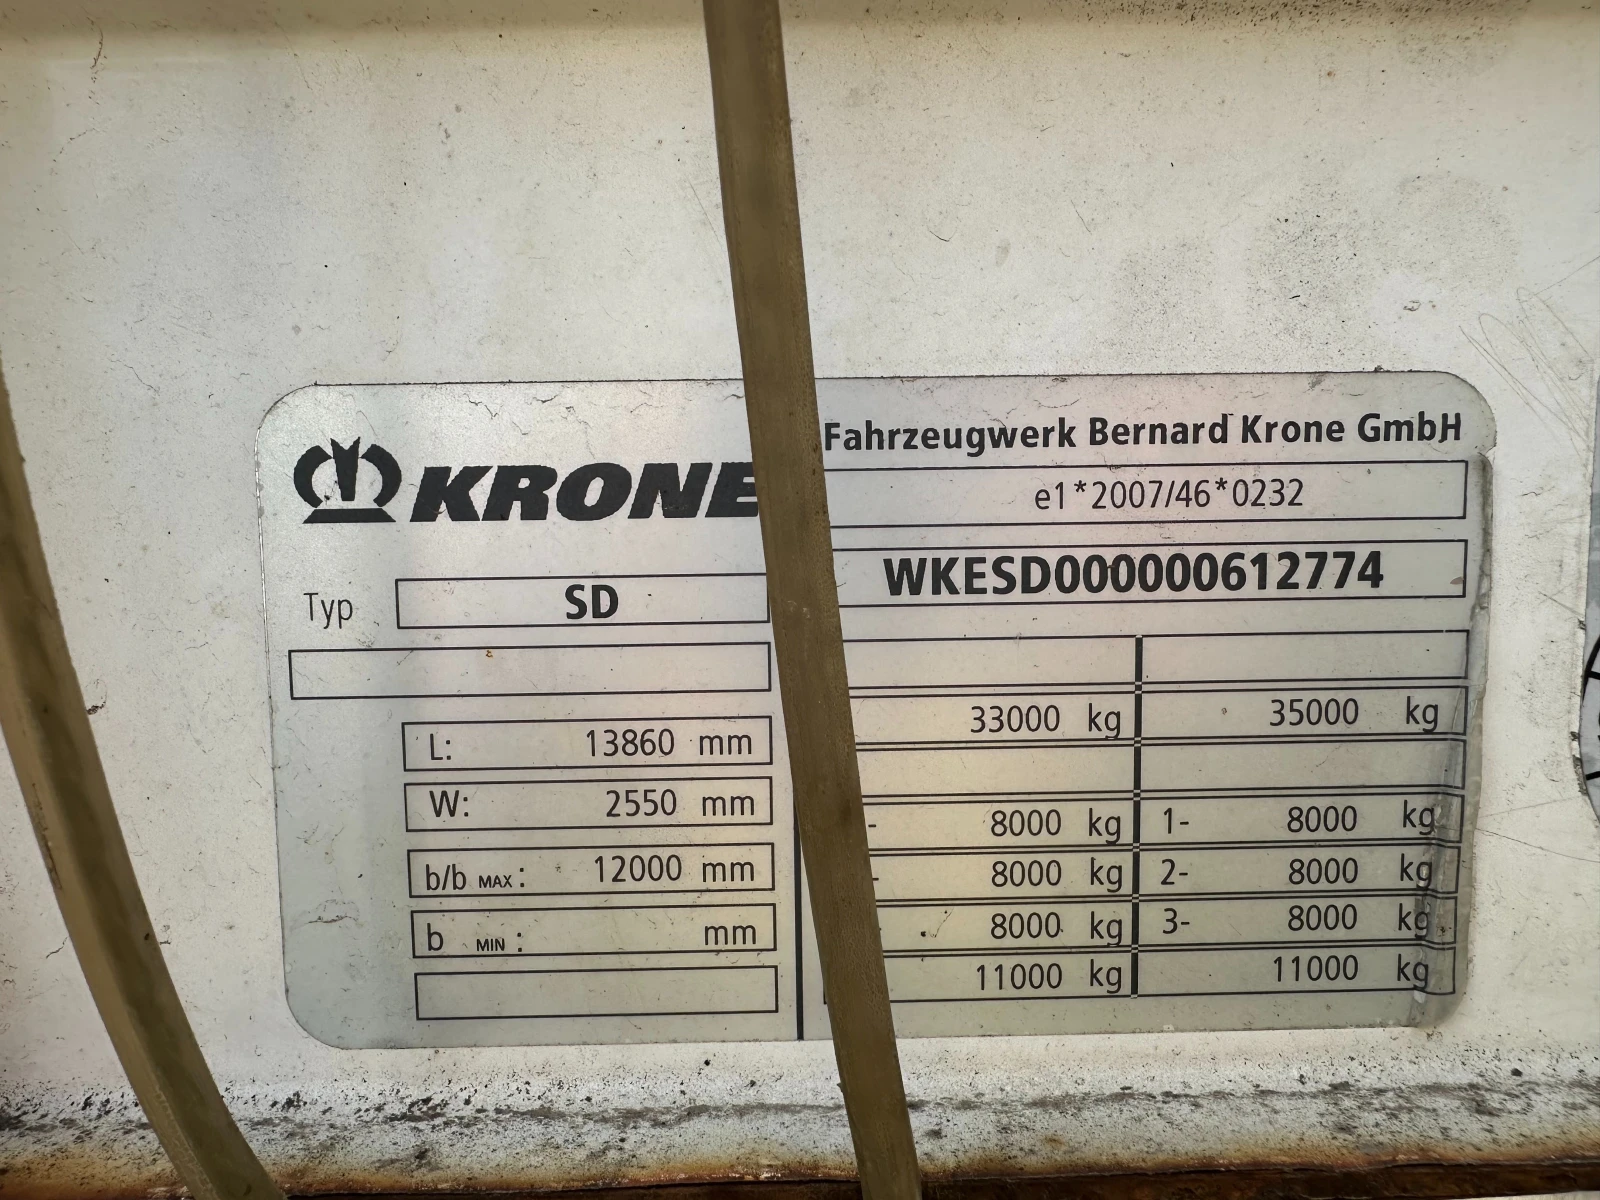 KRONE
Fahrzeugwerk Bernard Krone GmbH
e1*2007/46*0232
Typ SD
WKESD000000612774
L: 13860 mm
W: 2550 mm
b/b MAX: 12000 mm
b MIN: mm
33000 kg 35000 kg
- 8000 kg 1- 8000 kg
- 8000 kg 2- 8000 kg
8000 kg 3- 8000 kg
11000 kg 11000 kg